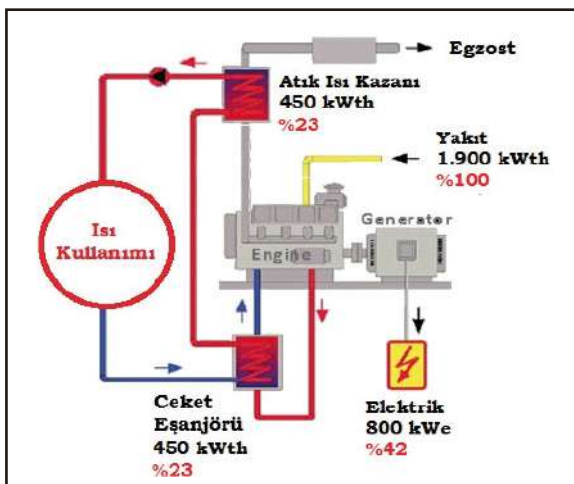 Egzost
Atık Isı Kazanı
450 kWth
%23
Yakıt
1.900 kWth
%100
Isı
Kullanımı
Engine
Generator
Ceket
Eşanjörü
450 kWth
%23
Elektrik
800 kWe
%42